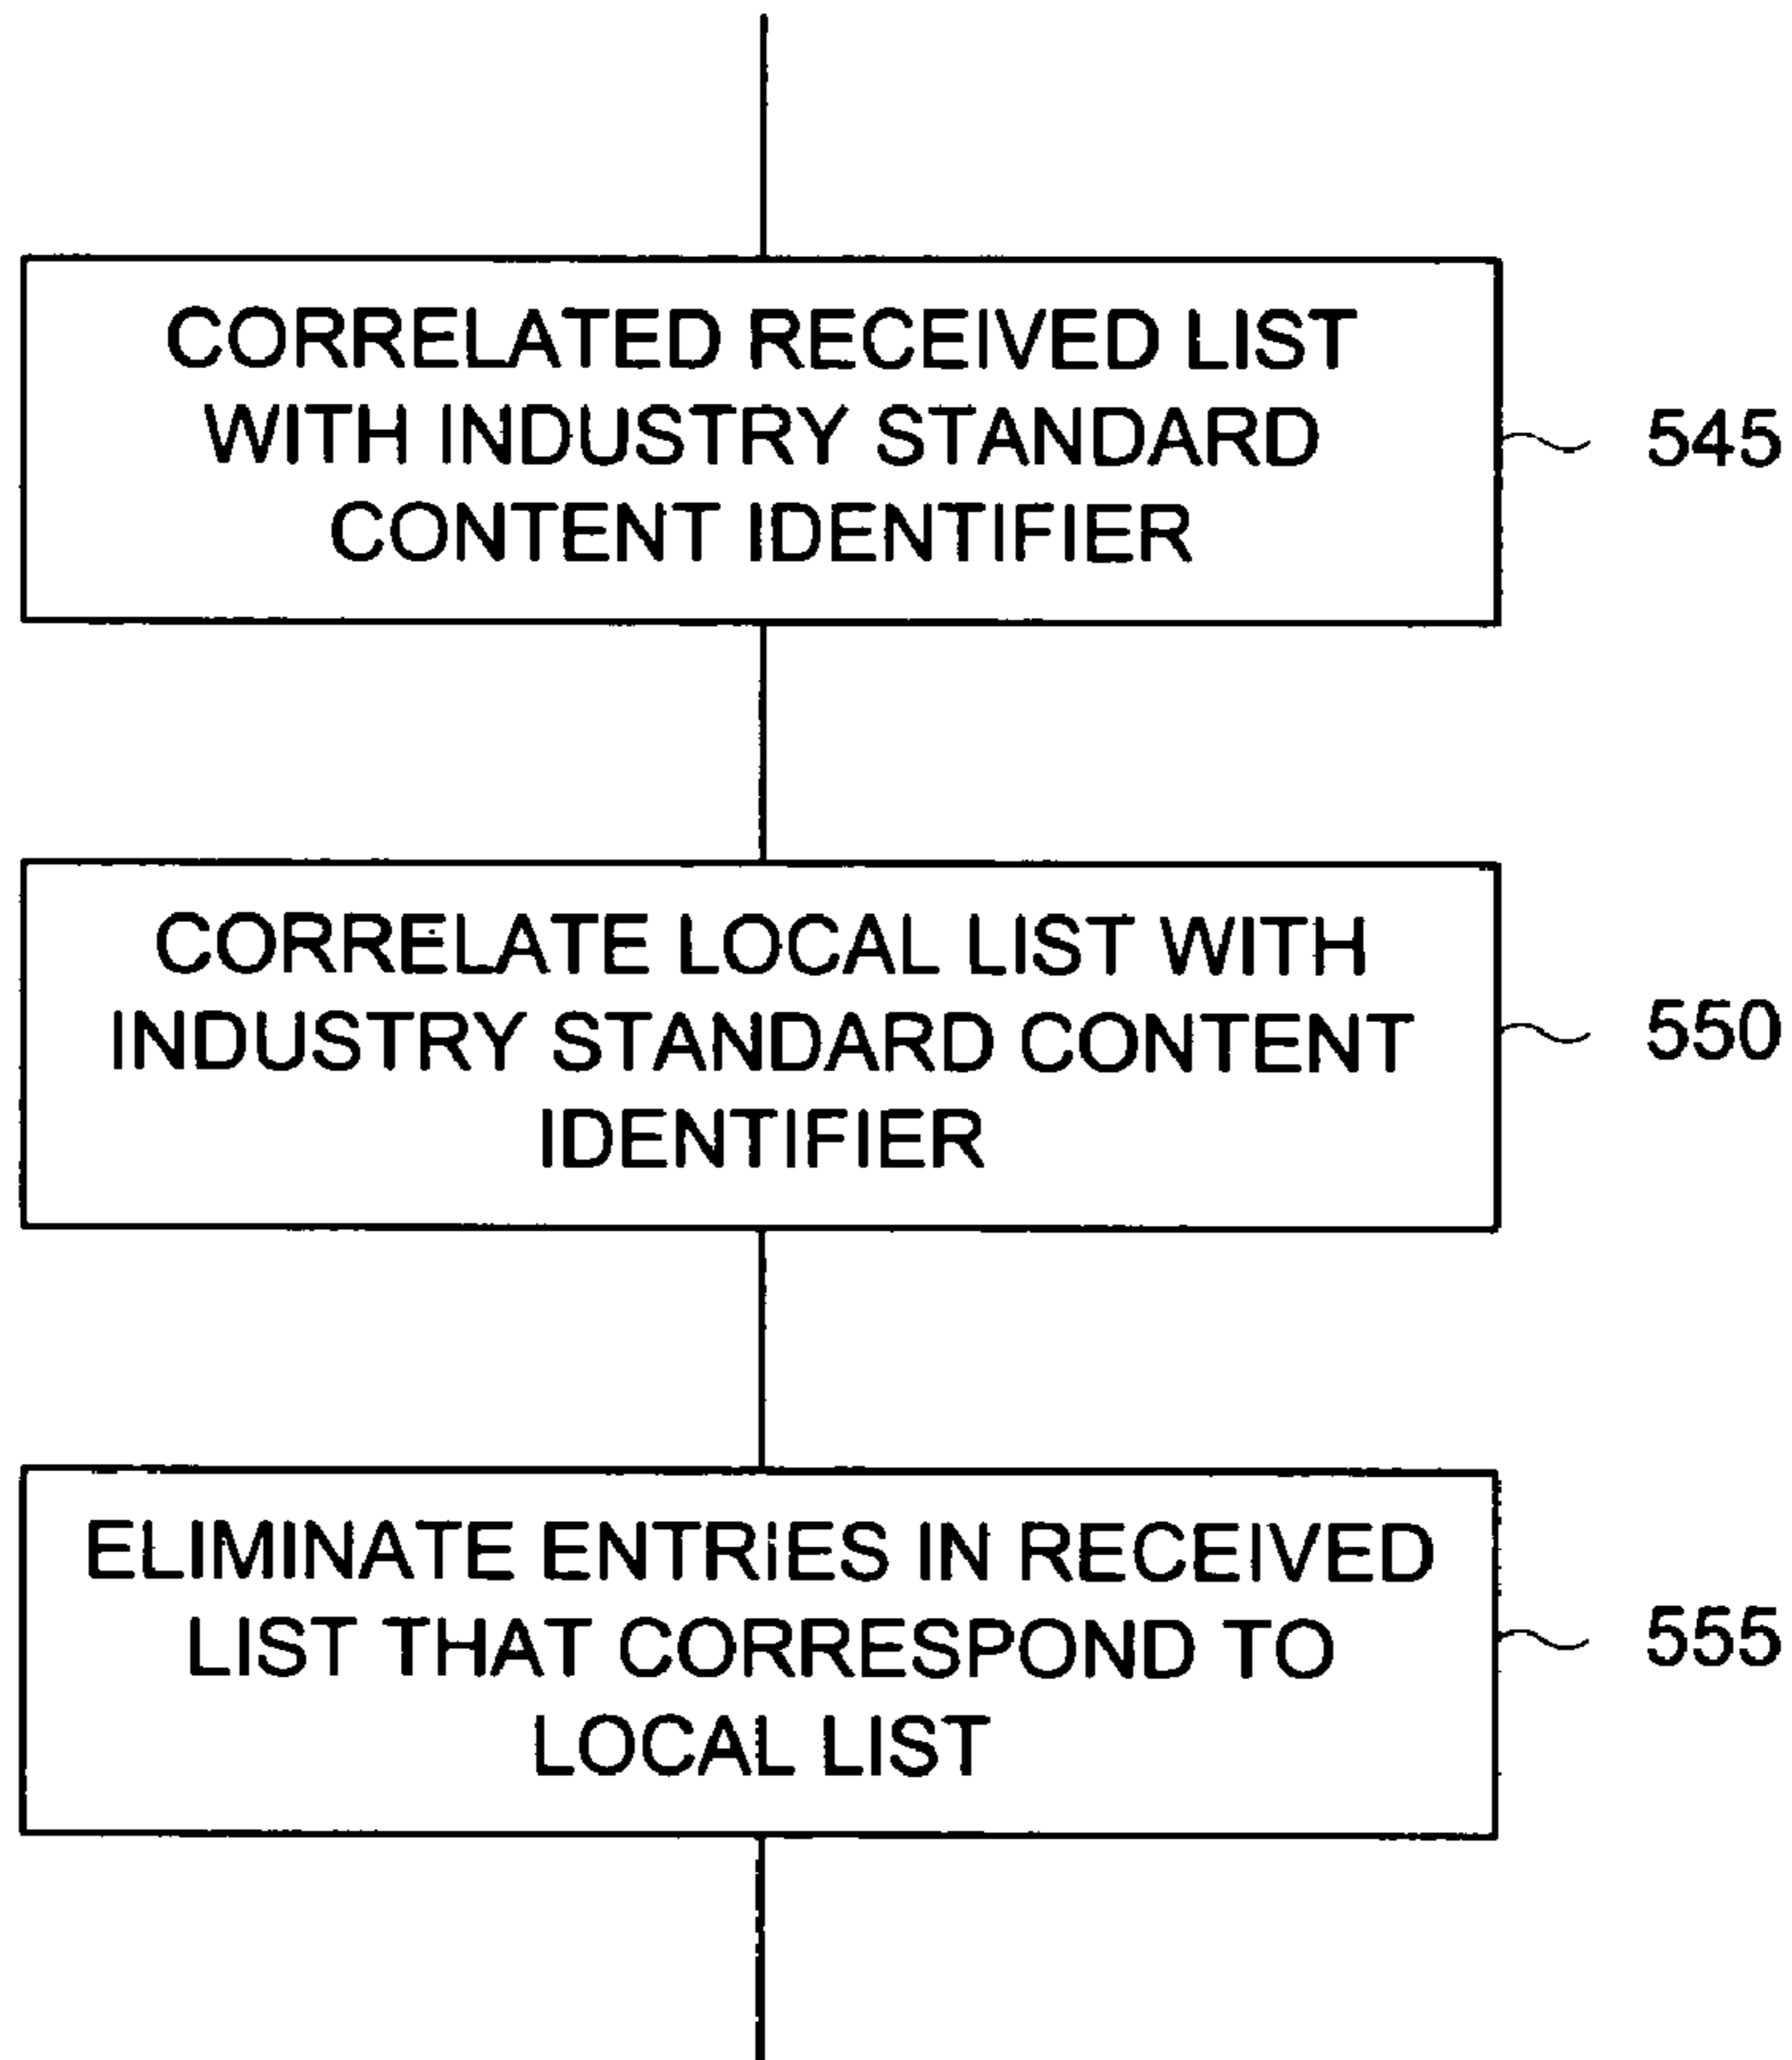 CORRELATED RECEIVED LIST
WITH INDUSTRY STANDARD
CONTENT IDENTIFIER
545
CORRELATE LOCAL LIST WITH
INDUSTRY STANDARD CONTENT
IDENTIFIER
550
ELIMINATE ENTRIES IN RECEIVED
LIST THAT CORRESPOND TO
LOCAL LIST
555